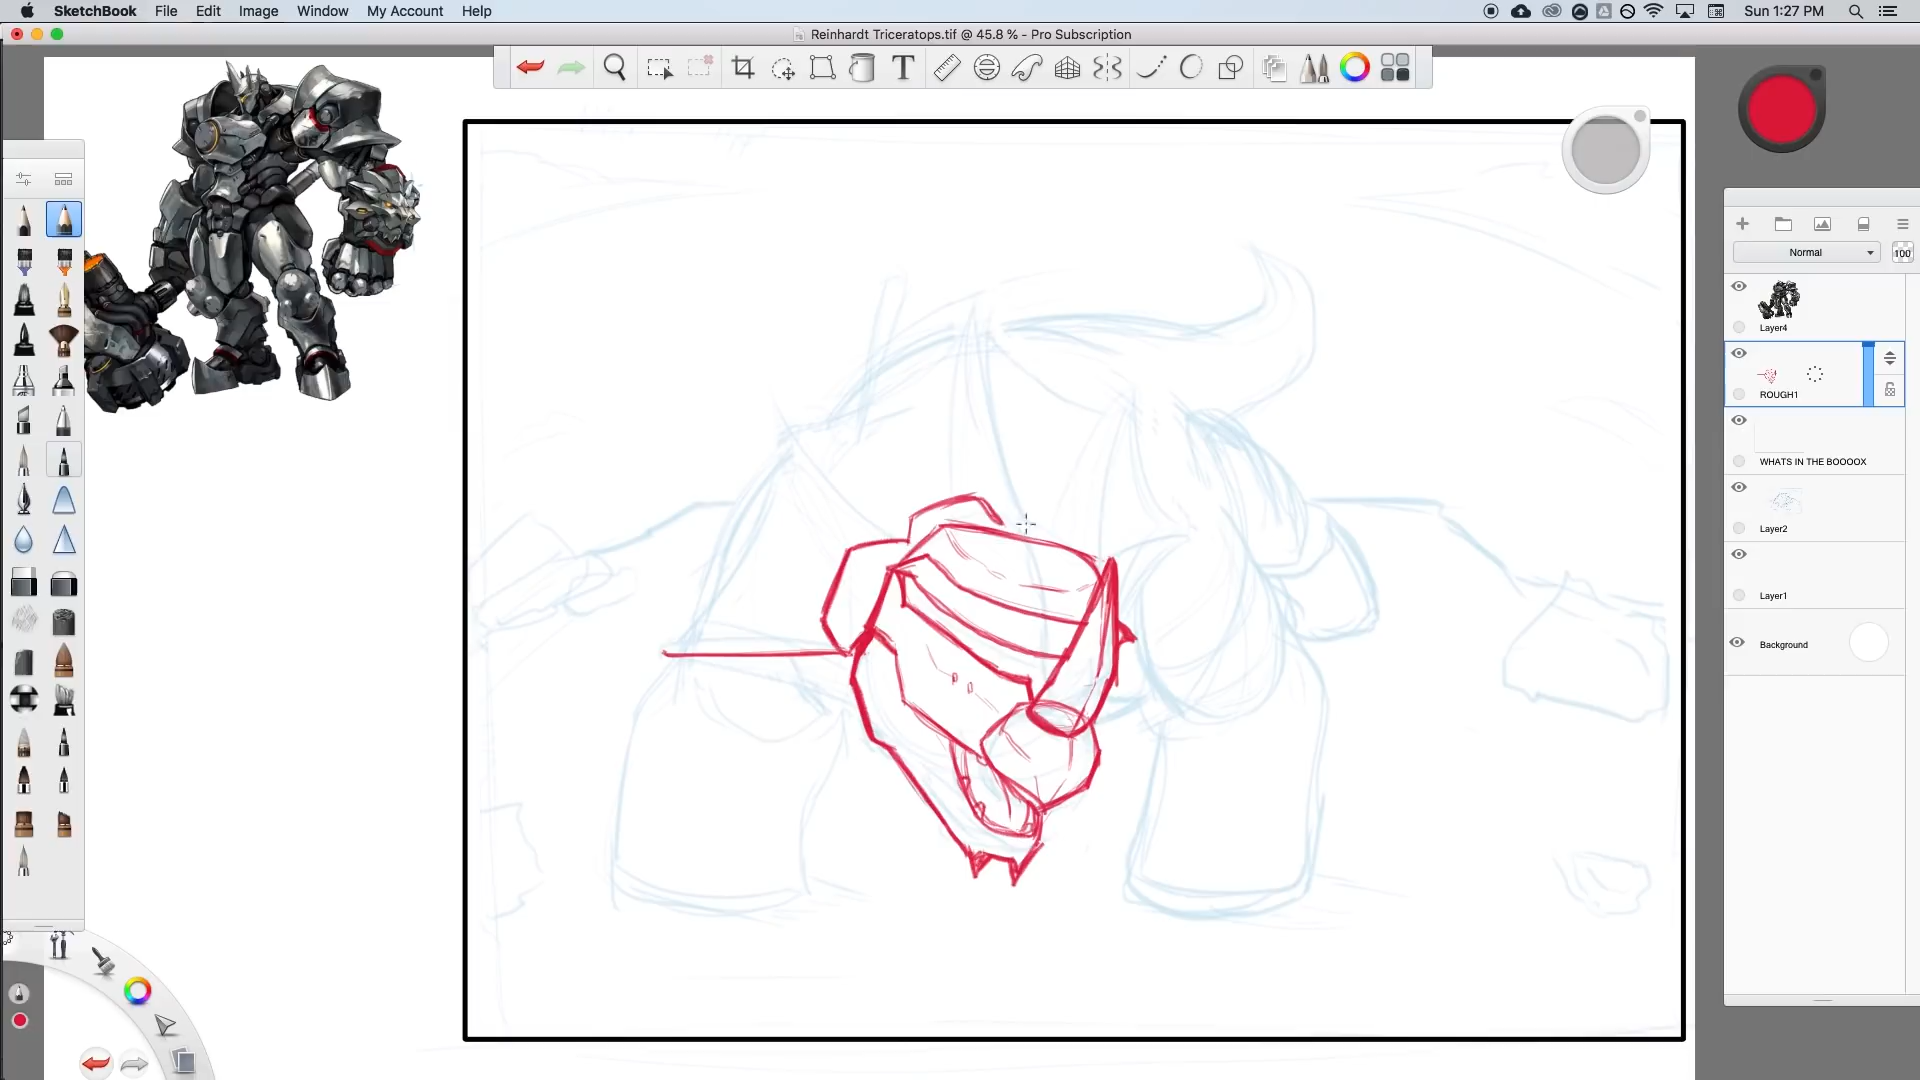 SketchBook File Edit Image Window My Account Help
Sun 1:27 PM
Reinhardt Triceratops.tif @ 45.8 % - Pro Subscription
T
Normal
100
Layer4
ROUGH1
WHATS IN THE BOOOOX
Layer2
Layer1
Background